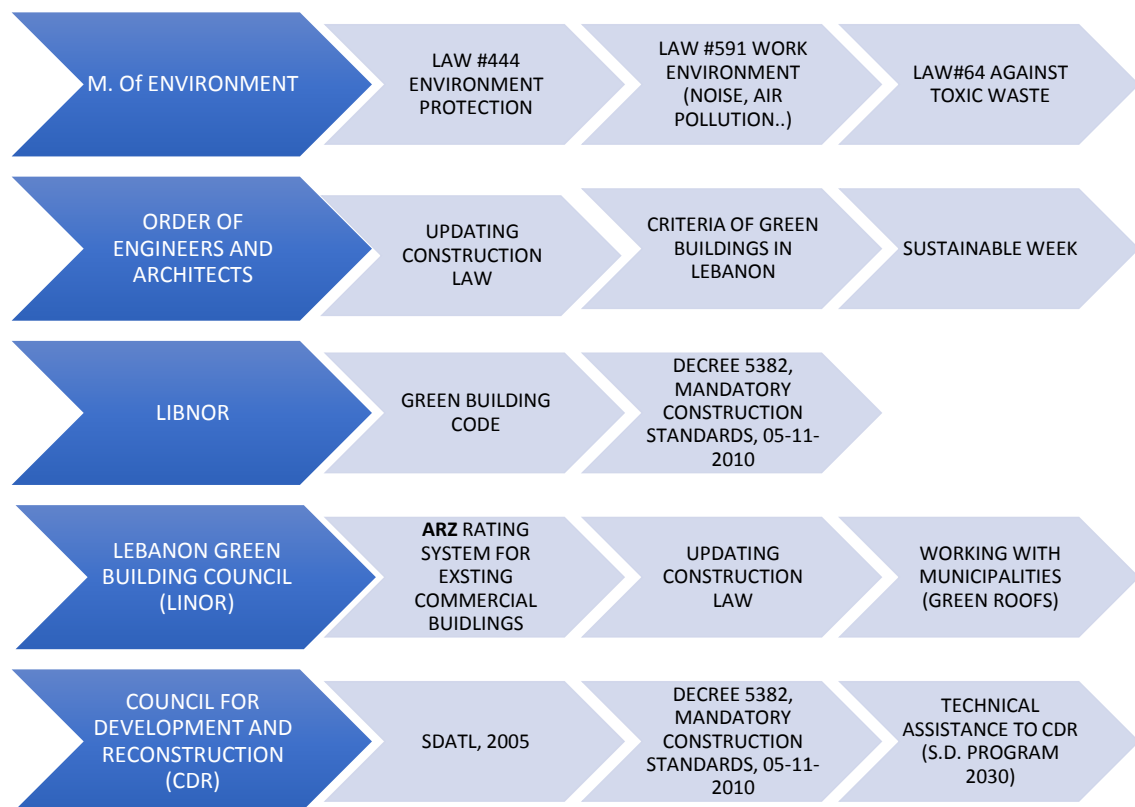 M. Of ENVIRONMENT
LAW #444
ENVIRONMENT
PROTECTION
LAW #591 WORK
ENVIRONMENT
(NOISE, AIR
POLLUTION..)
LAW#64 AGAINST
TOXIC WASTE
ORDER OF
ENGINEERS AND
ARCHITECTS
UPDATING
CONSTRUCTION
LAW
CRITERIA OF GREEN
BUILDINGS IN
LEBANON
SUSTAINABLE WEEK
LIBNOR
GREEN BUILDING
CODE
DECREE 5382,
MANDATORY
CONSTRUCTION
STANDARDS, 05-11-
2010
LEBANON GREEN
BUILDING COUNCIL
(LINOR)
ARZ RATING
SYSTEM FOR
EXSTING
COMMERCIAL
BUIDLINGS
UPDATING
CONSTRUCTION
LAW
WORKING WITH
MUNICIPALITIES
(GREEN ROOFS)
COUNCIL FOR
DEVELOPMENT AND
RECONSTRUCTION
(CDR)
SDATL, 2005
DECREE 5382,
MANDATORY
CONSTRUCTION
STANDARDS, 05-11-
2010
TECHNICAL
ASSISTANCE TO CDR
(S.D. PROGRAM
2030)